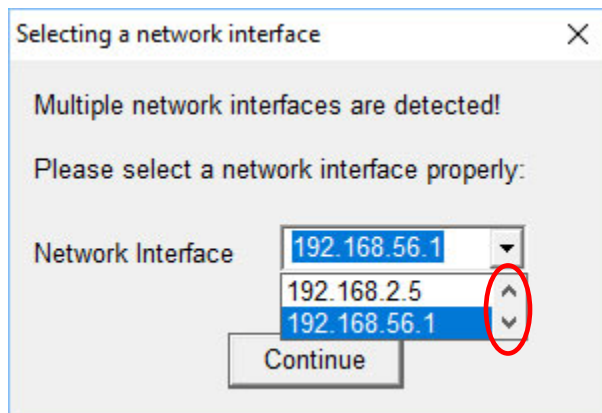 Selecting a network interface
Multiple network interfaces are detected!
Please select a network interface properly:
Network Interface 192.168.56.1
192.168.2.5
192.168.56.1
Continue